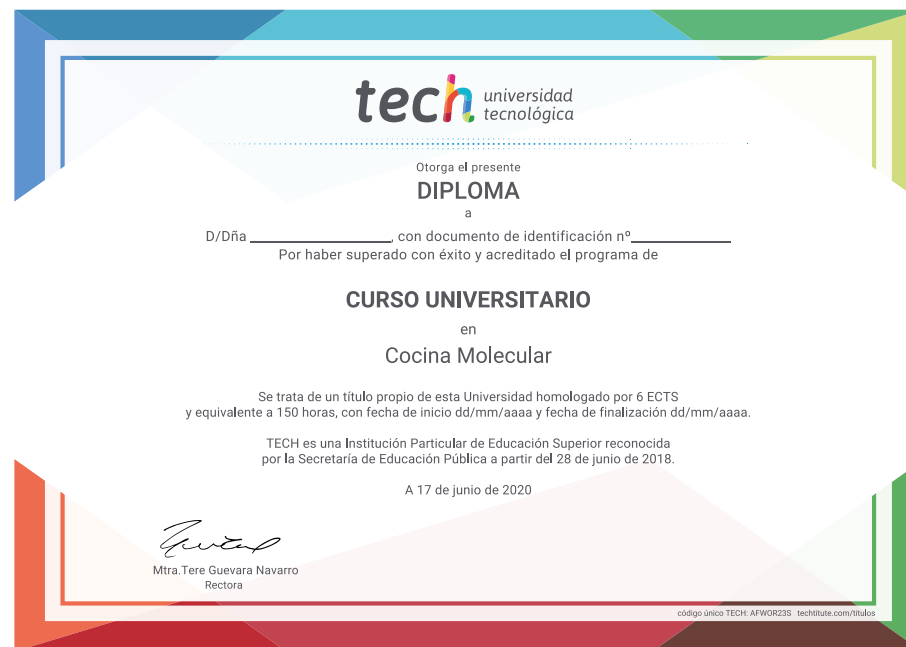 tech universidad
tecnológica
Otorga el presente
DIPLOMA
a
D/Dña ________________, con documento de identificación nº____________
Por haber superado con éxito y acreditado el programa de
CURSO UNIVERSITARIO
en
Cocina Molecular
Se trata de un título propio de esta Universidad homologado por 6 ECTS
y equivalente a 150 horas, con fecha de inicio dd/mm/aaaa y fecha de finalización dd/mm/aaaa.
TECH es una Institución Particular de Educación Superior reconocida
por la Secretaría de Educación Pública a partir del 28 de junio de 2018.
A 17 de junio de 2020
Mtra.Tere Guevara Navarro
Rectora
código único TECH: AFWOR23S techtitute.com/titulos